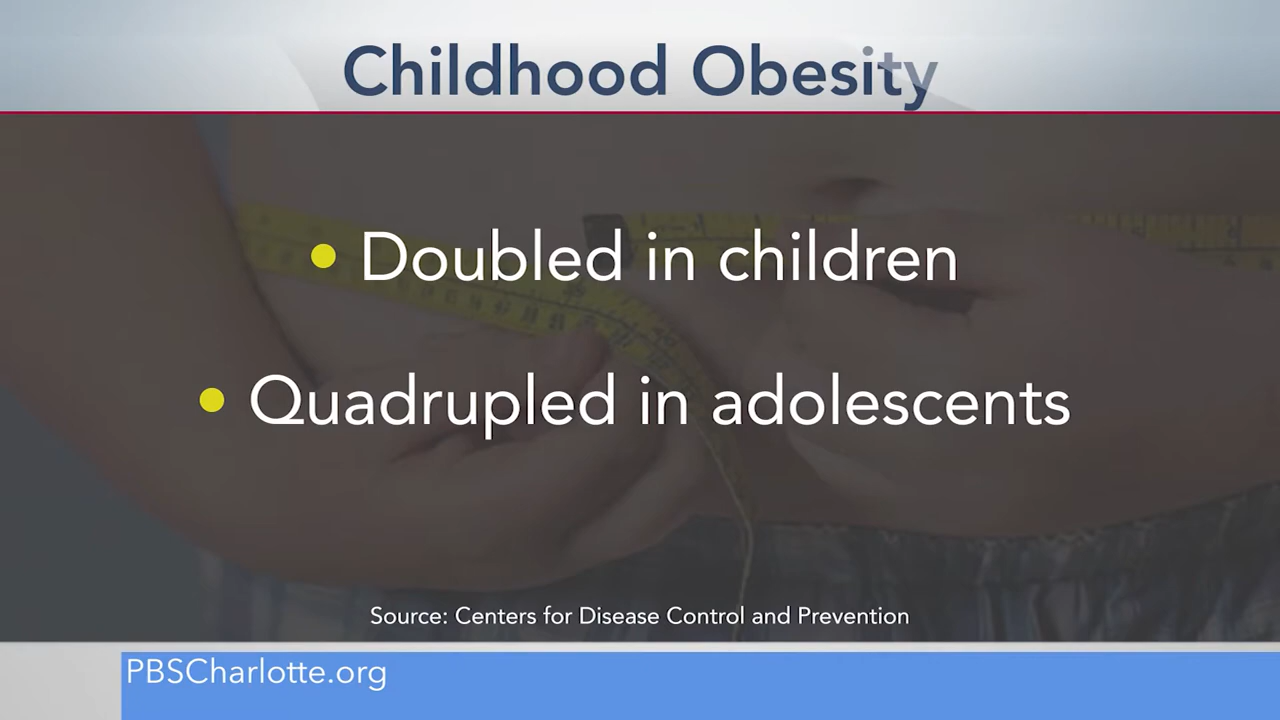 Childhood Obesity
• Doubled in children
• Quadrupled in adolescents
Source: Centers for Disease Control and Prevention
PBSCharlotte.org